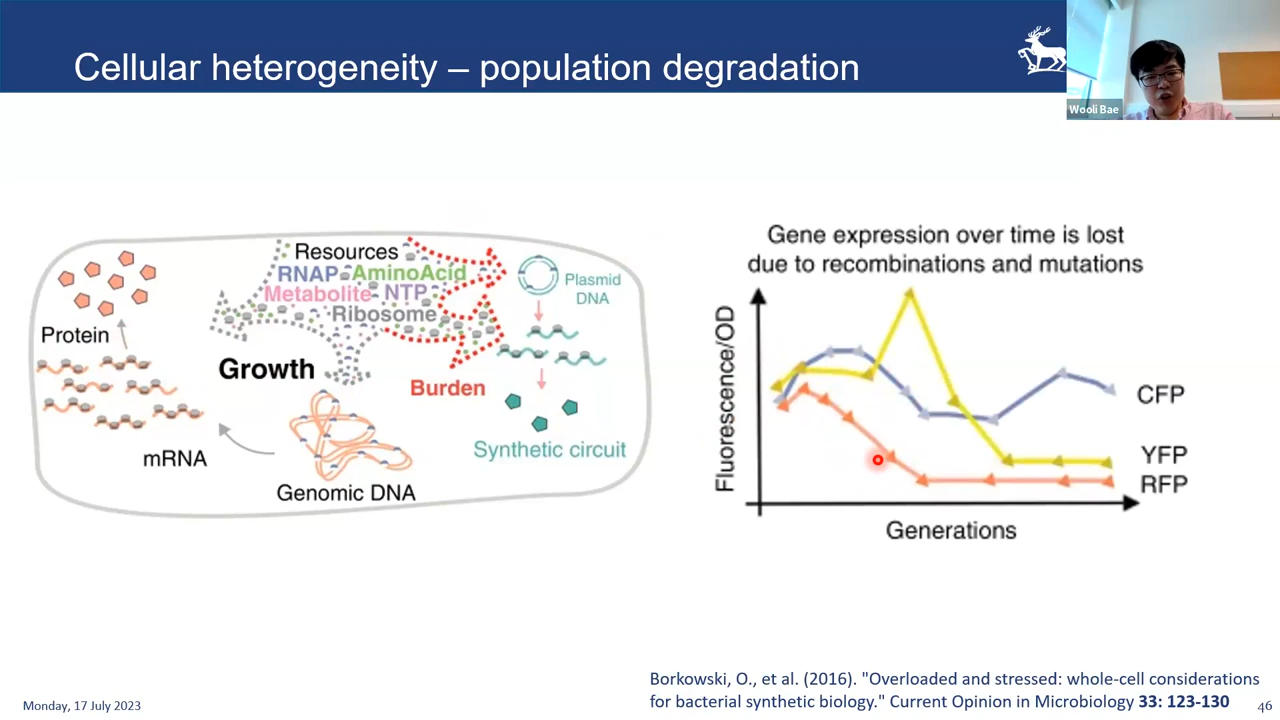 Cellular heterogeneity – population degradation
Wooli Bae
Resources
RNAP AminoAcid
Metabolite NTP
Ribosome
Plasmid
DNA
Protein
Growth
Burden
mRNA
Synthetic circuit
Genomic DNA
Gene expression over time is lost
due to recombinations and mutations
Fluorescence/OD
CFP
YFP
RFP
Generations
Borkowski, O., et al. (2016). "Overloaded and stressed: whole-cell considerations
for bacterial synthetic biology." Current Opinion in Microbiology 33: 123-130
Monday, 17 July 2023
46